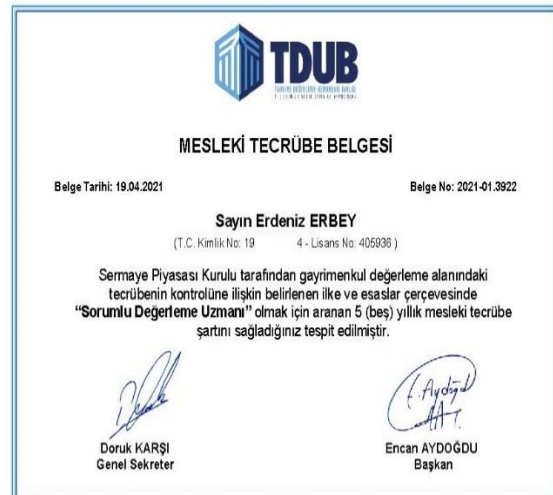 TDUB
MESLEKİ TECRÜBE BELGESİ
Belge Tarihi: 19.04.2021 Belge No: 2021-01.3922
Sayın Erdeniz ERBEY
(T.C. Kimlik No: 19 4 - Lisans No: 405936 )
Sermaye Piyasası Kurulu tarafından gayrimenkul değerleme alanındaki
tecrübenin kontrolüne ilişkin belirlenen ilke ve esaslar çerçevesinde
"Sorumlu Değerleme Uzmanı" olmak için aranan 5 (beş) yıllık mesleki tecrübe
şartını sağladığınız tespit edilmiştir.
E. Aydoğd
Doruk KARŞI Encan AYDOĞDU
Genel Sekreter Başkan